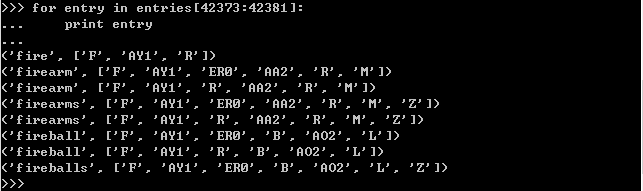 >>> for entry in entries[42373:42381]:
...     print entry
...
('fire', ['F', 'AY1', 'R'])
('firearm', ['F', 'AY1', 'ER0', 'AA2', 'R', 'M'])
('firearm', ['F', 'AY1', 'R', 'AA2', 'R', 'M'])
('firearms', ['F', 'AY1', 'ER0', 'AA2', 'R', 'M', 'Z'])
('firearms', ['F', 'AY1', 'R', 'AA2', 'R', 'M', 'Z'])
('fireball', ['F', 'AY1', 'ER0', 'B', 'AO2', 'L'])
('fireball', ['F', 'AY1', 'R', 'B', 'AO2', 'L'])
('fireballs', ['F', 'AY1', 'ER0', 'B', 'AO2', 'L', 'Z'])
>>>